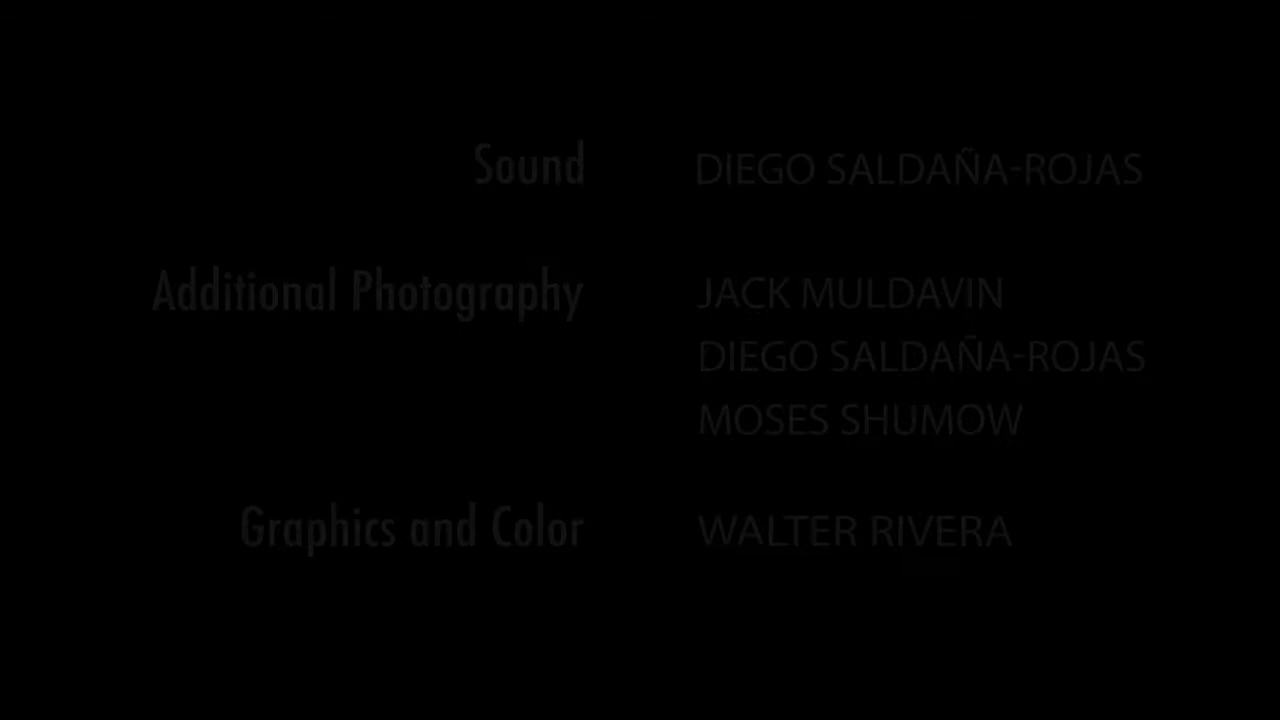 Sound DIEGO SALDAÑA-ROJAS
Additional Photography JACK MULDAVIN
DIEGO SALDAÑA-ROJAS
MOSES SHUMOW
Graphics and Color WALTER RIVERA